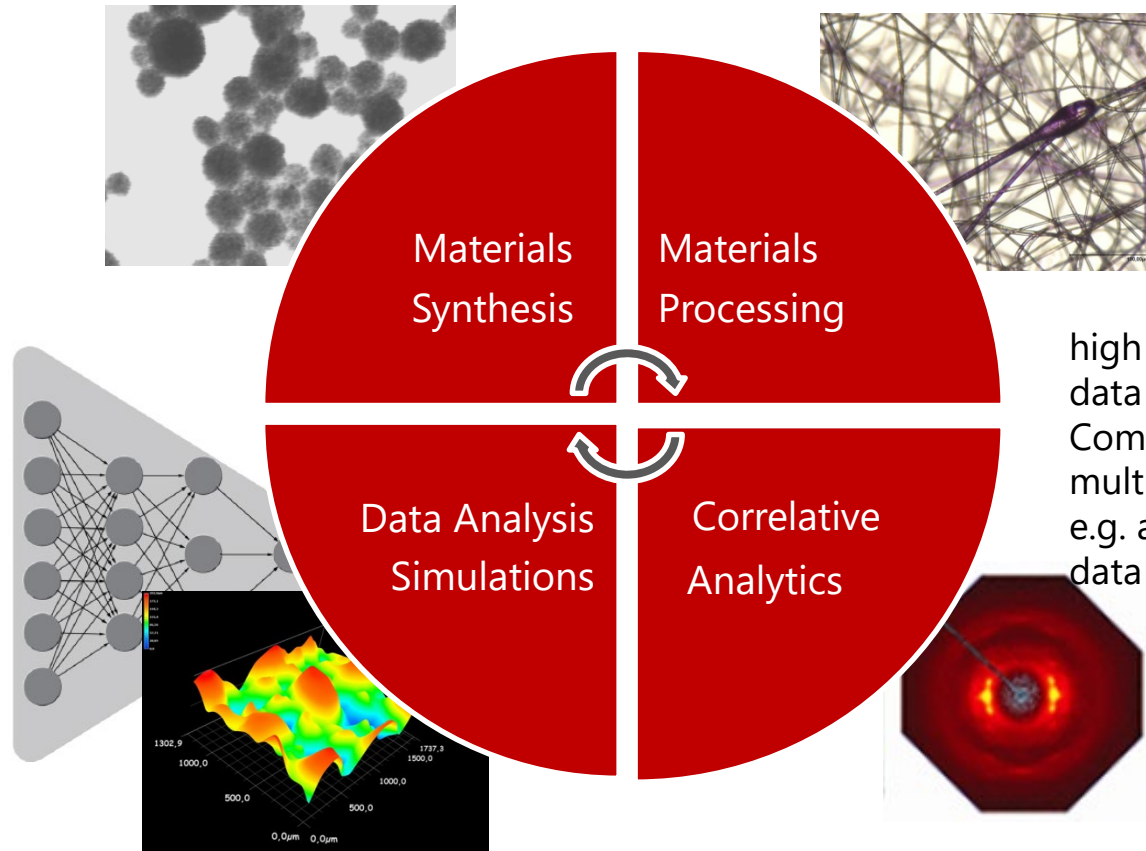 Materials
Synthesis
Materials
Processing
high
data
Com
mult
e.g. a
data
Data Analysis
Simulations
Correlative
Analytics
1302,9
1000,0
500,0
0,0µm
0,0µm
500,0
1000,0
1500,0
1737,3